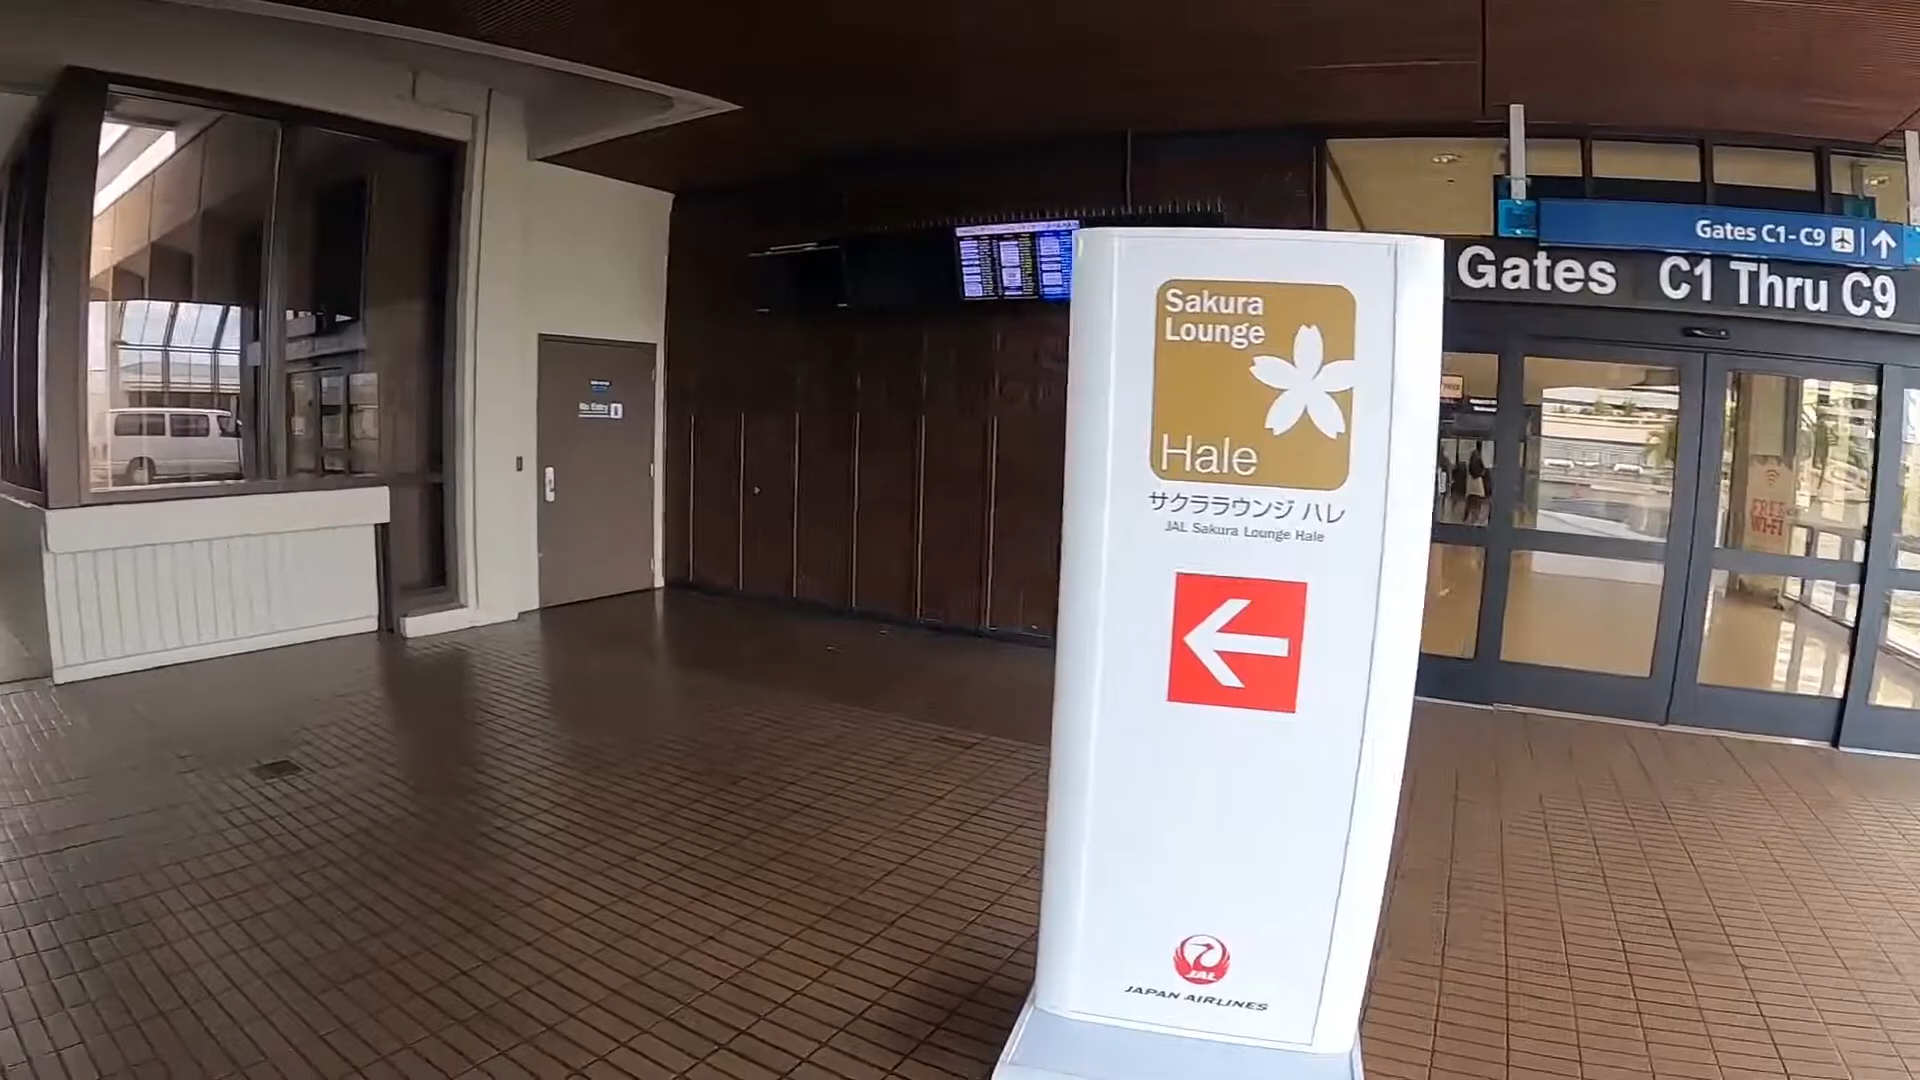 Gates C1-C9
Gates C1 Thru C9
Sakura
Lounge
Hale
サクララウンジ ハレ
JAL Sakura Lounge Hale
No Entry
FREE
WI-FI
JAL
JAPAN AIRLINES